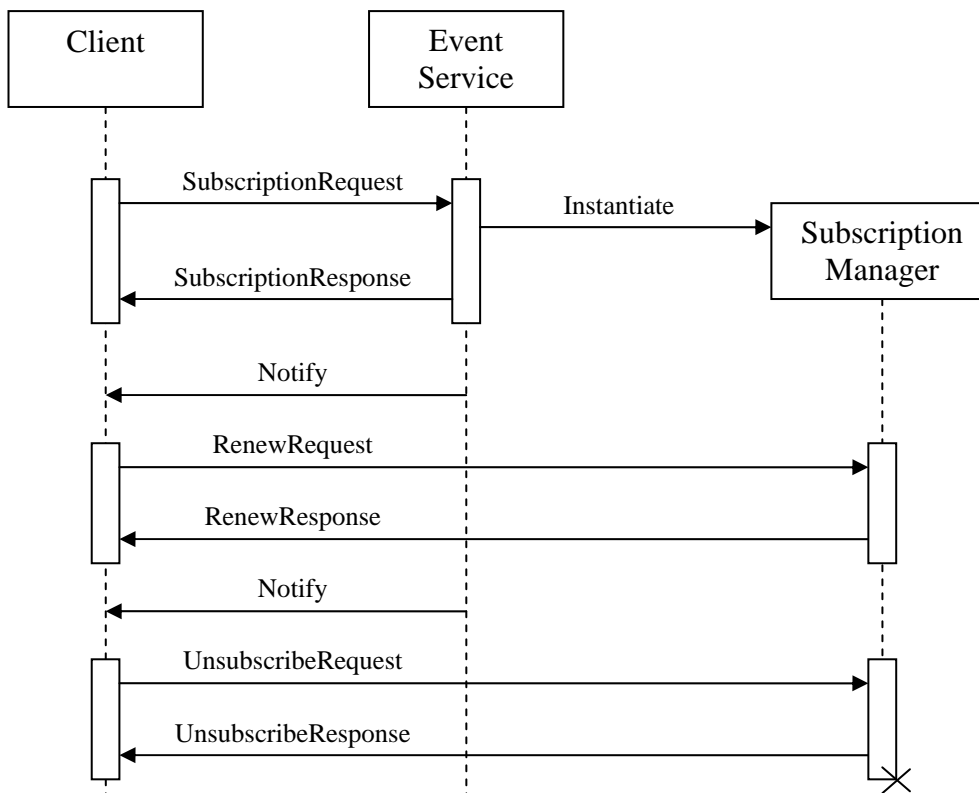 Client
Event
Service
SubscriptionRequest
Instantiate
Subscription
Manager
SubscriptionResponse
Notify
RenewRequest
RenewResponse
Notify
UnsubscribeRequest
UnsubscribeResponse